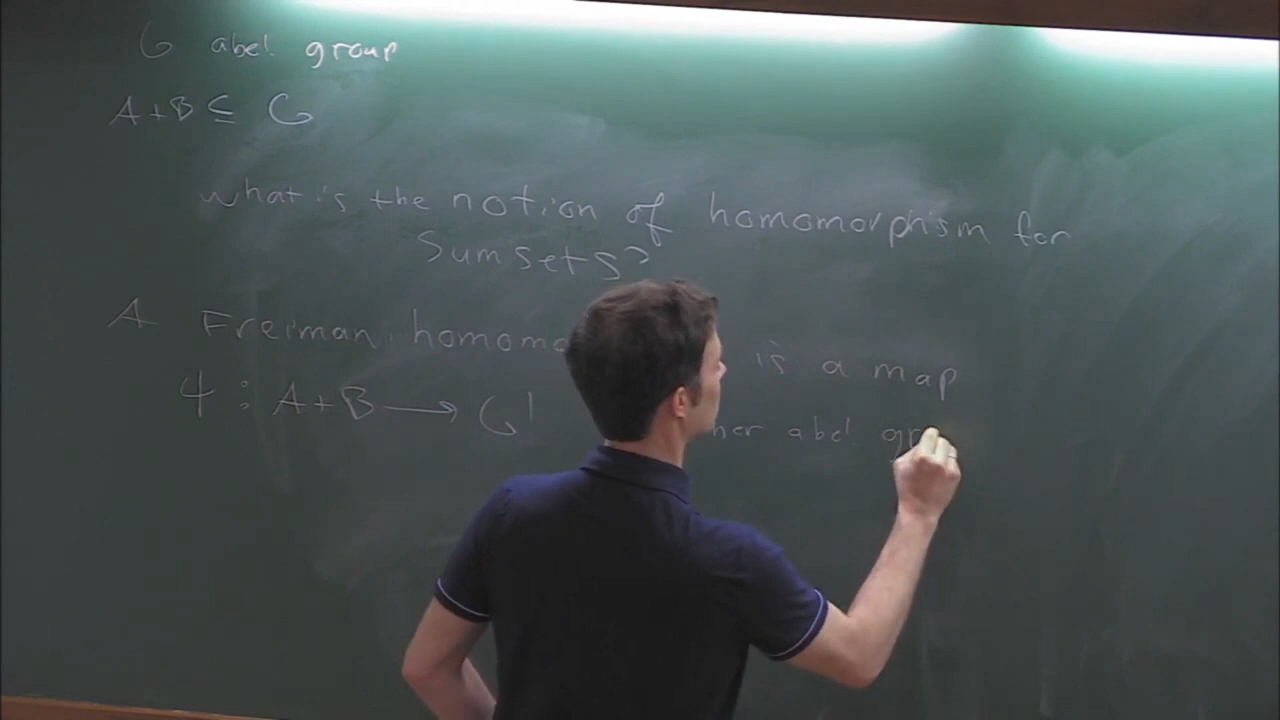 G abel. group
A+B ⊆ G
what is the notion of homomorphism for
Sumsets?
A Freiman homomo is a map
φ : A+B → G' her abel. gr